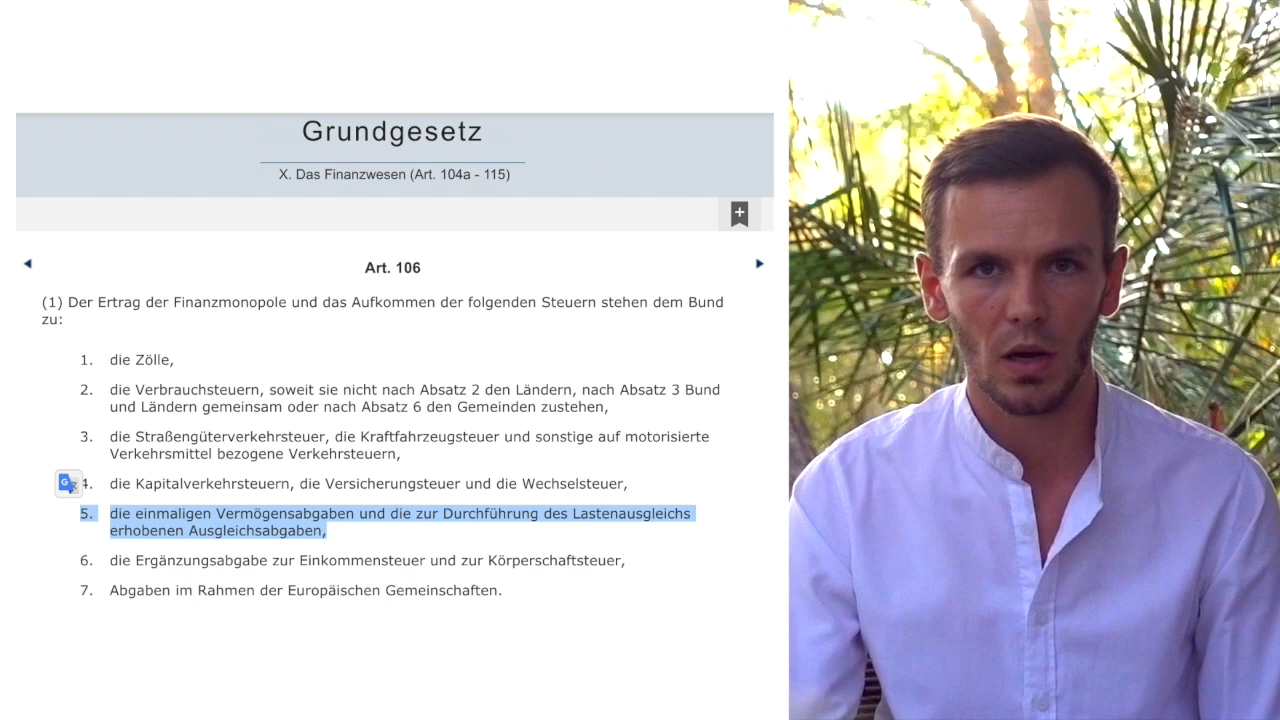 Grundgesetz
X. Das Finanzwesen (Art. 104a - 115)
Art. 106
(1) Der Ertrag der Finanzmonopole und das Aufkommen der folgenden Steuern stehen dem Bund
zu:
1. die Zölle,
2. die Verbrauchsteuern, soweit sie nicht nach Absatz 2 den Ländern, nach Absatz 3 Bund
und Ländern gemeinsam oder nach Absatz 6 den Gemeinden zustehen,
3. die Straßengüterverkehrsteuer, die Kraftfahrzeugsteuer und sonstige auf motorisierte
Verkehrsmittel bezogene Verkehrsteuern,
4. die Kapitalverkehrsteuern, die Versicherungsteuer und die Wechselsteuer,
5. die einmaligen Vermögensabgaben und die zur Durchführung des Lastenausgleichs
erhobenen Ausgleichsabgaben,
6. die Ergänzungsabgabe zur Einkommensteuer und zur Körperschaftsteuer,
7. Abgaben im Rahmen der Europäischen Gemeinschaften.